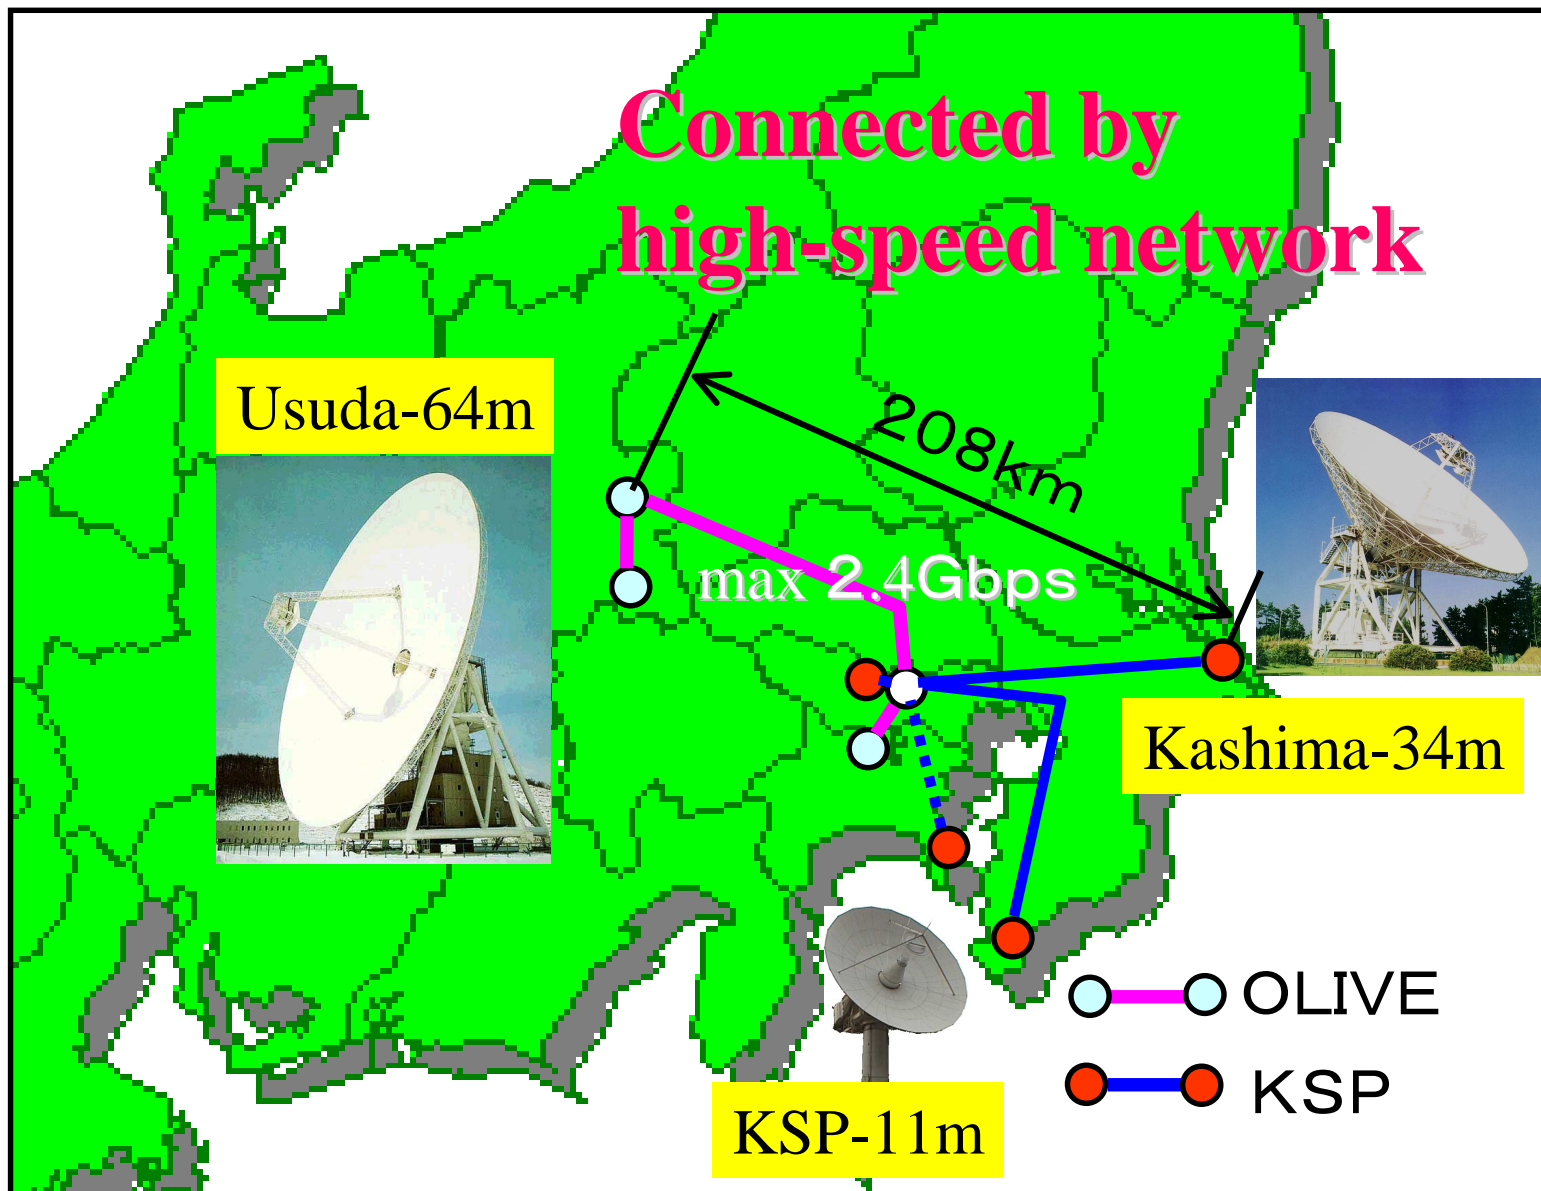 Connected by
high-speed network
Usuda-64m
208km
max 2.4Gbps
Kashima-34m
OLIVE
KSP
KSP-11m